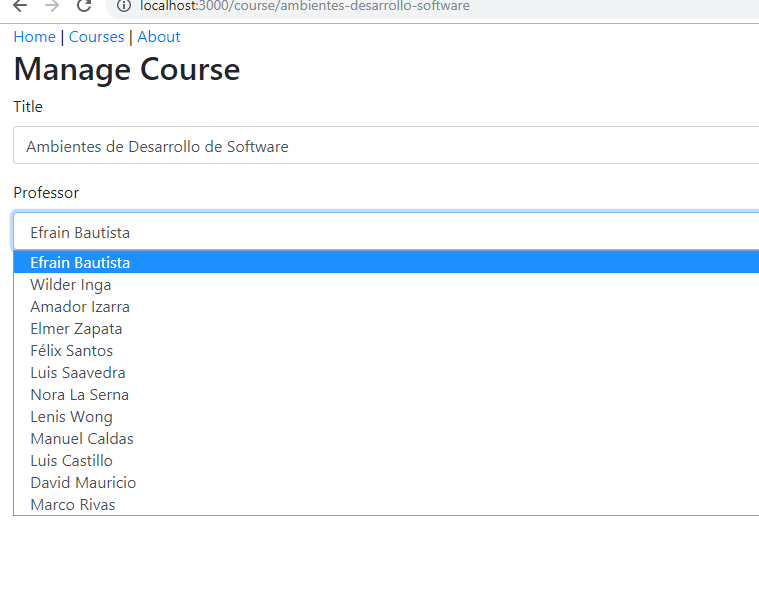 localhost:3000/course/ambientes-desarrollo-software
Home | Courses | About
Manage Course
Title
Ambientes de Desarrollo de Software
Professor
Efrain Bautista
Efrain Bautista
Wilder Inga
Amador Izarra
Elmer Zapata
Félix Santos
Luis Saavedra
Nora La Serna
Lenis Wong
Manuel Caldas
Luis Castillo
David Mauricio
Marco Rivas